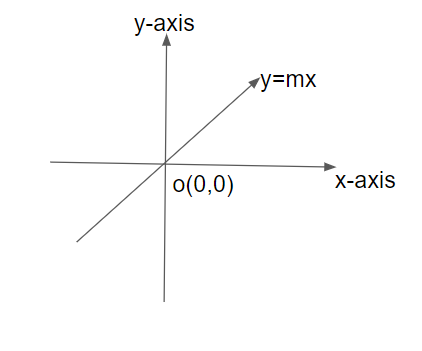 y-axis
y=mx
o(0,0)
x-axis